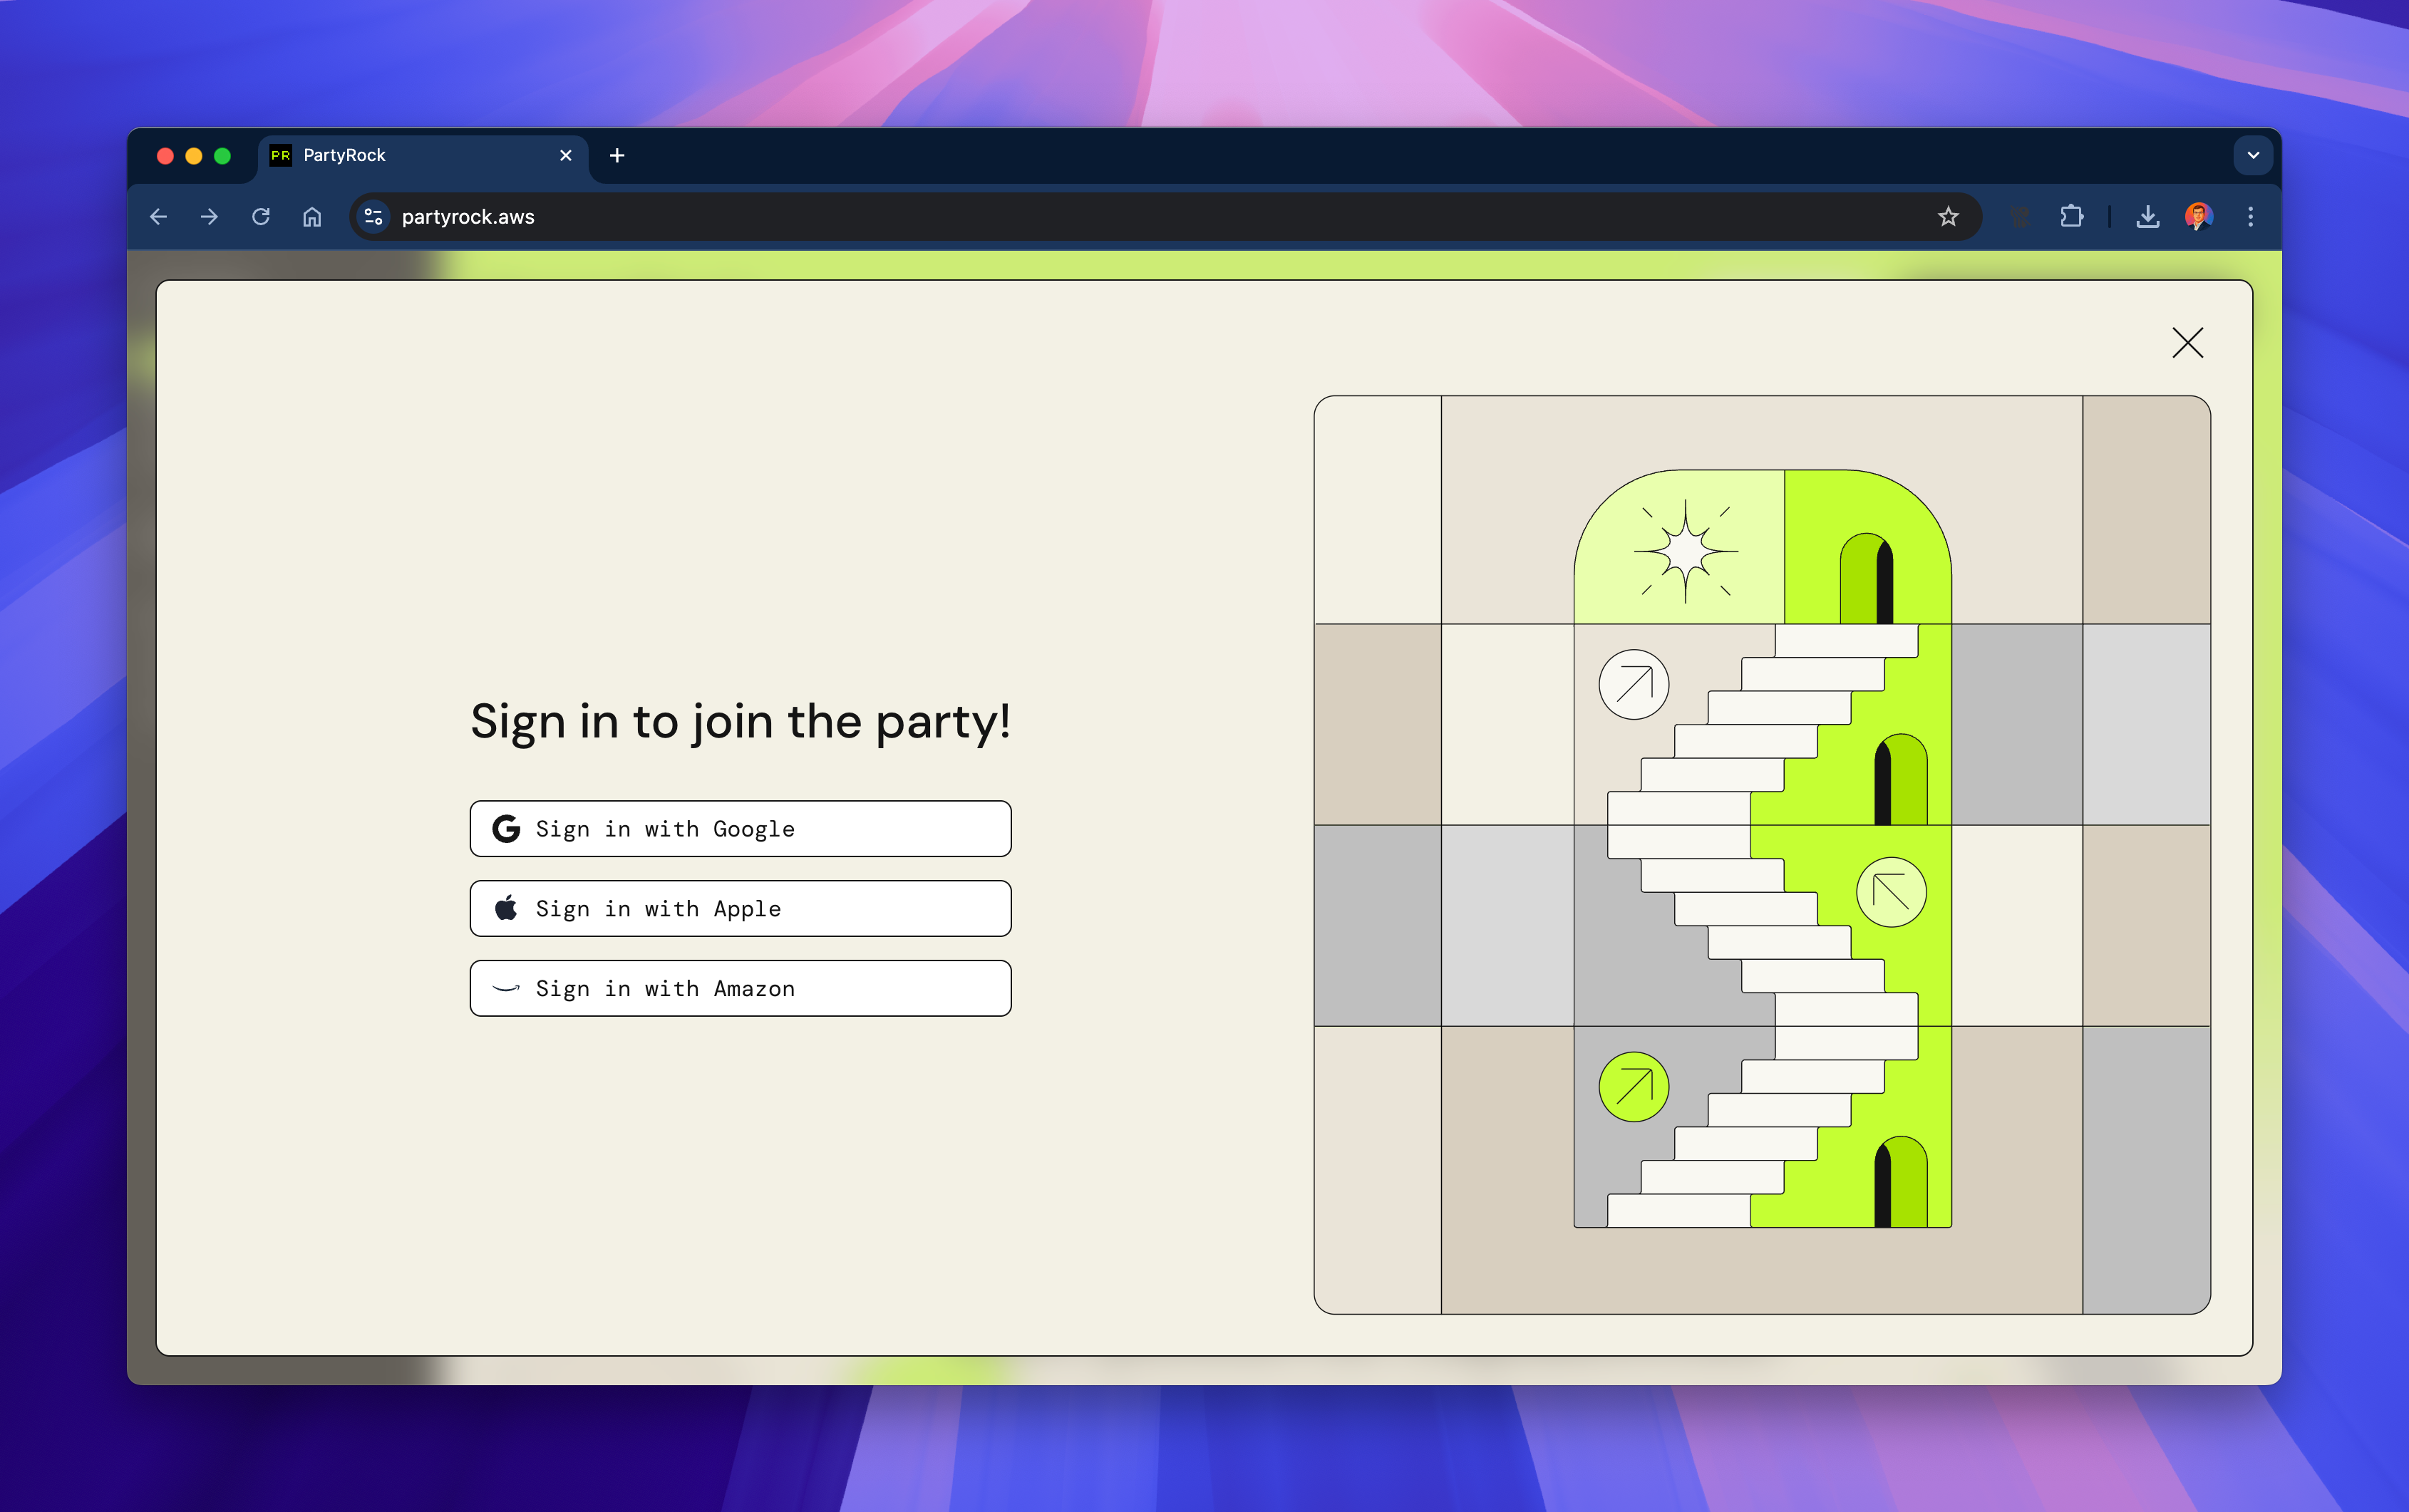 PR PartyRock
partyrock.aws
Sign in to join the party!
Sign in with Google
Sign in with Apple
Sign in with Amazon